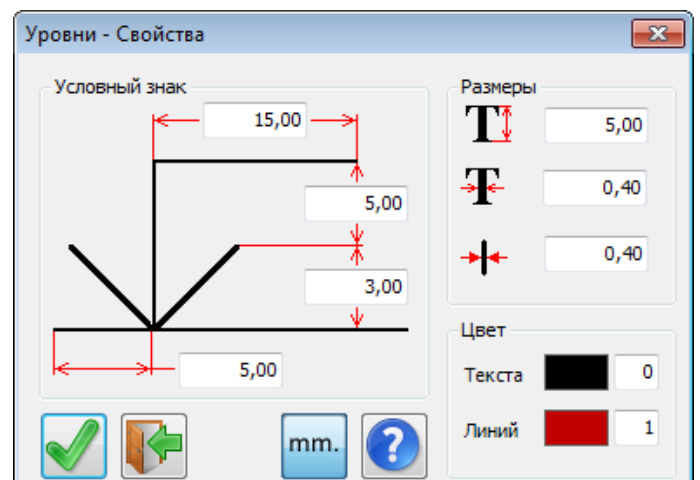 Уровни - Свойства
Условный знак
15,00
5,00
3,00
5,00
mm.
?
Размеры
T 5,00
T 0,40
0,40
Цвет
Текста 0
Линий 1